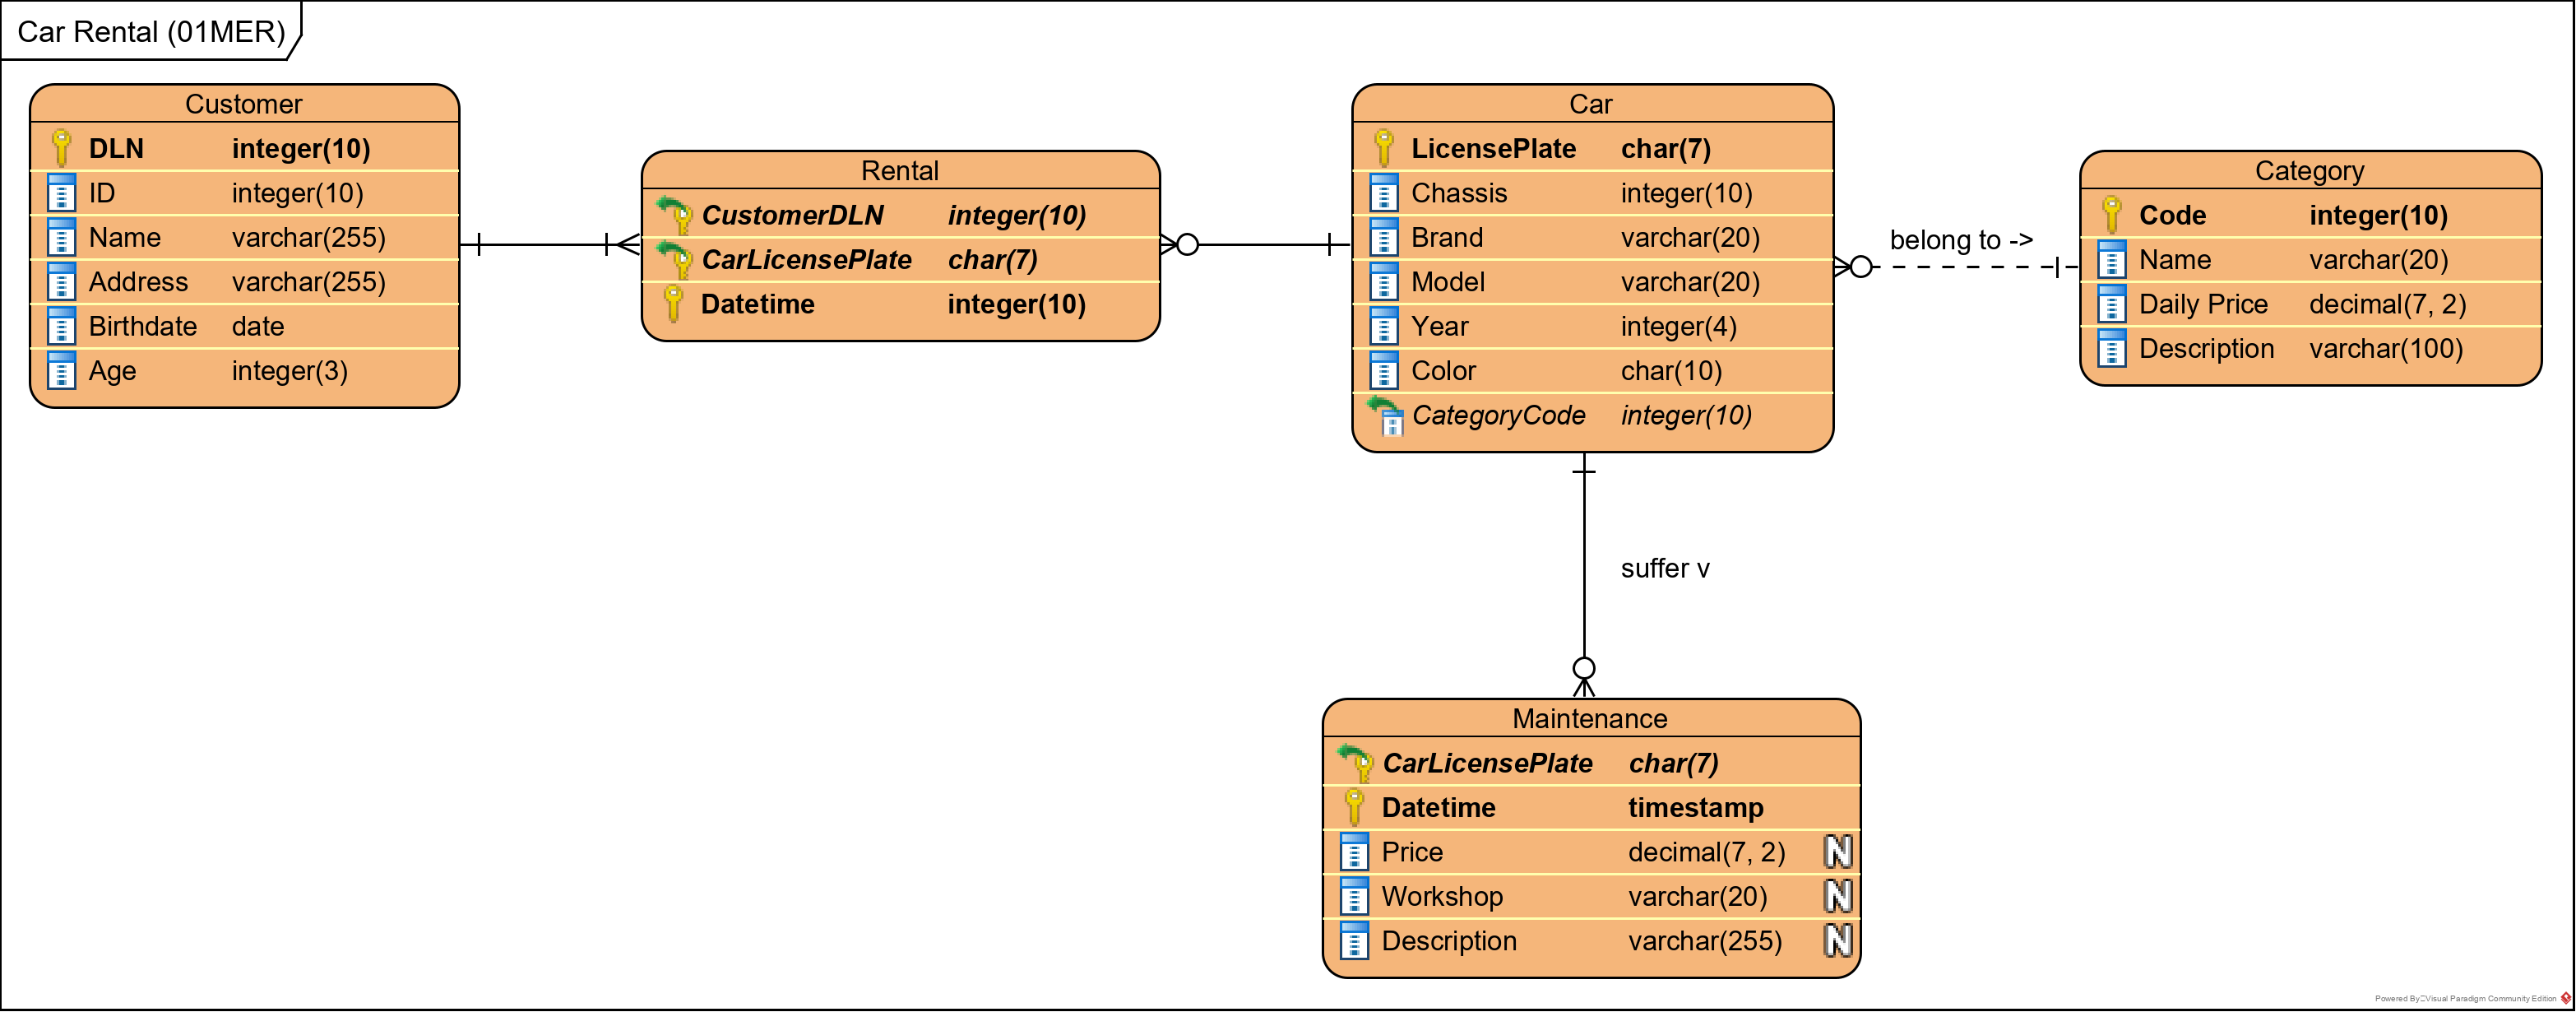 Car Rental (01MER)
Customer
DLN integer(10)
ID integer(10)
Name varchar(255)
Address varchar(255)
Birthdate date
Age integer(3)
Rental
CustomerDLN integer(10)
CarLicensePlate char(7)
Datetime integer(10)
Car
LicensePlate char(7)
Chassis integer(10)
Brand varchar(20)
Model varchar(20)
Year integer(4)
Color char(10)
CategoryCode integer(10)
belong to ->
Category
Code integer(10)
Name varchar(20)
Daily Price decimal(7, 2)
Description varchar(100)
suffer v
Maintenance
CarLicensePlate char(7)
Datetime timestamp
Price decimal(7, 2) N
Workshop varchar(20) N
Description varchar(255) N
Powered By Visual Paradigm Community Edition